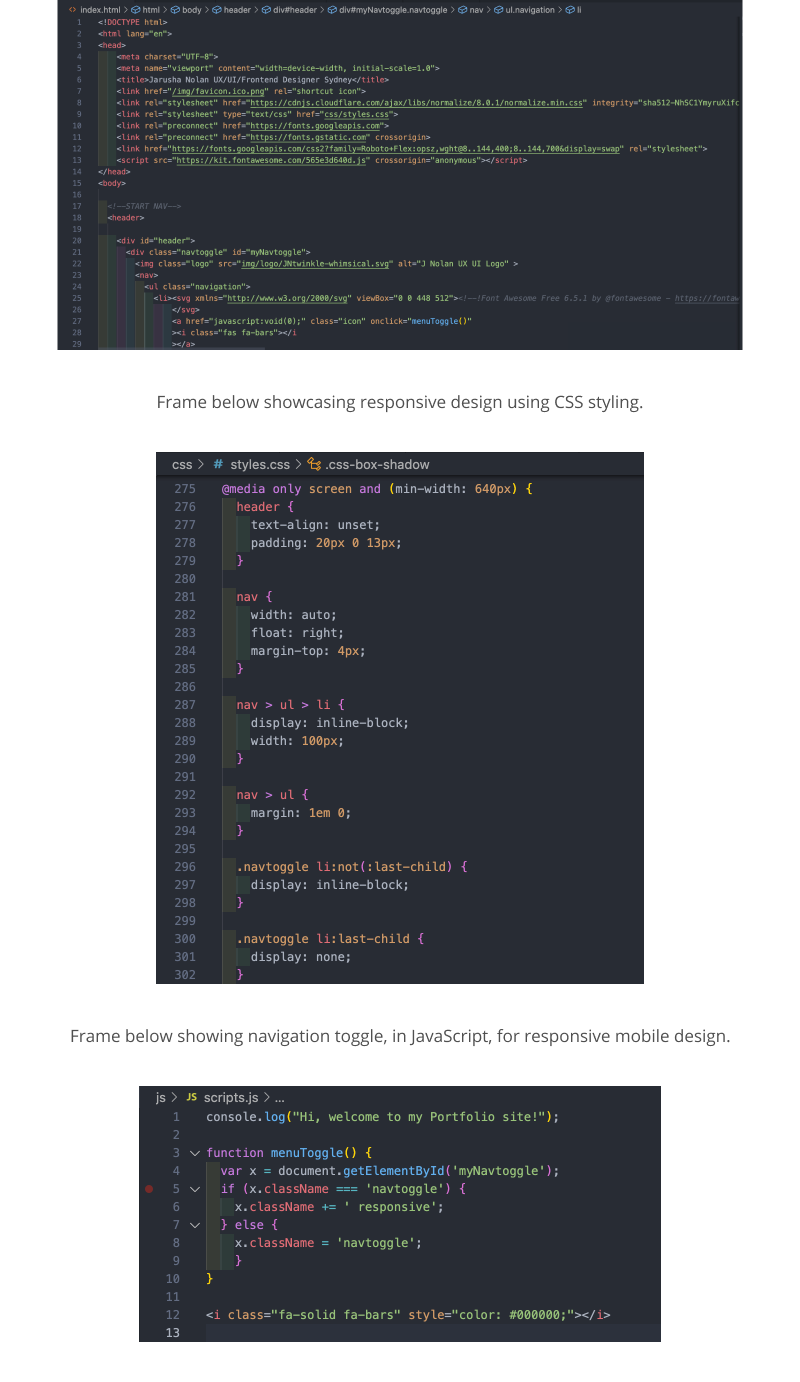 index.html > html > body > header > div#header > div#myNavtoggle.navtoggle > nav > ul.navigation > li
1 <!DOCTYPE html>
2 <html lang="en">
3 <head>
4 <meta charset="UTF-8">
5 <meta name="viewport" content="width=device-width, initial-scale=1.0">
6 <title>Jarusha Nolan UX/UI/Frontend Designer Sydney</title>
7 <link href="/img/favicon.ico.png" rel="shortcut icon">
8 <link rel="stylesheet" href="https://cdnjs.cloudflare.com/ajax/libs/normalize/8.0.1/normalize.min.css" integrity="sha512-NhSC1YmyruXifc
9 <link rel="stylesheet" type="text/css" href="css/styles.css">
10 <link rel="preconnect" href="https://fonts.googleapis.com">
11 <link rel="preconnect" href="https://fonts.gstatic.com" crossorigin>
12 <link href="https://fonts.googleapis.com/css2?family=Roboto+Flex:opsz,wght@8..144,400;8..144,700&display=swap" rel="stylesheet">
13 <script src="https://kit.fontawesome.com/565e3d640d.js" crossorigin="anonymous"></script>
14 </head>
15 <body>
16
17 <!--START NAV-->
18 <header>
19
20 <div id="header">
21 <div class="navtoggle" id="myNavtoggle">
22 <img class="logo" src="img/logo/JNtwinkle-whimsical.svg" alt="J Nolan UX UI Logo" >
23 <nav>
24 <ul class="navigation">
25 <li><svg xmlns="http://www.w3.org/2000/svg" viewBox="0 0 448 512"><!--!Font Awesome Free 6.5.1 by @fontawesome - https://fontaw
26 </svg>
27 <a href="javascript:void(0);" class="icon" onclick="menuToggle()"
28 ><i class="fas fa-bars"></i
29 ></a>
Frame below showcasing responsive design using CSS styling.
css > # styles.css > .css-box-shadow
275 @media only screen and (min-width: 640px) {
276 header {
277 text-align: unset;
278 padding: 20px 0 13px;
279 }
280
281 nav {
282 width: auto;
283 float: right;
284 margin-top: 4px;
285 }
286
287 nav > ul > li {
288 display: inline-block;
289 width: 100px;
290 }
291
292 nav > ul {
293 margin: 1em 0;
294 }
295
296 .navtoggle li:not(:last-child) {
297 display: inline-block;
298 }
299
300 .navtoggle li:last-child {
301 display: none;
302 }
Frame below showing navigation toggle, in JavaScript, for responsive mobile design.
js > JS scripts.js > ...
1 console.log("Hi, welcome to my Portfolio site!");
2
3 function menuToggle() {
4 var x = document.getElementById('myNavtoggle');
5 if (x.className === 'navtoggle') {
6 x.className += ' responsive';
7 } else {
8 x.className = 'navtoggle';
9 }
10 }
11
12 <i class="fa-solid fa-bars" style="color: #000000;"></i>
13